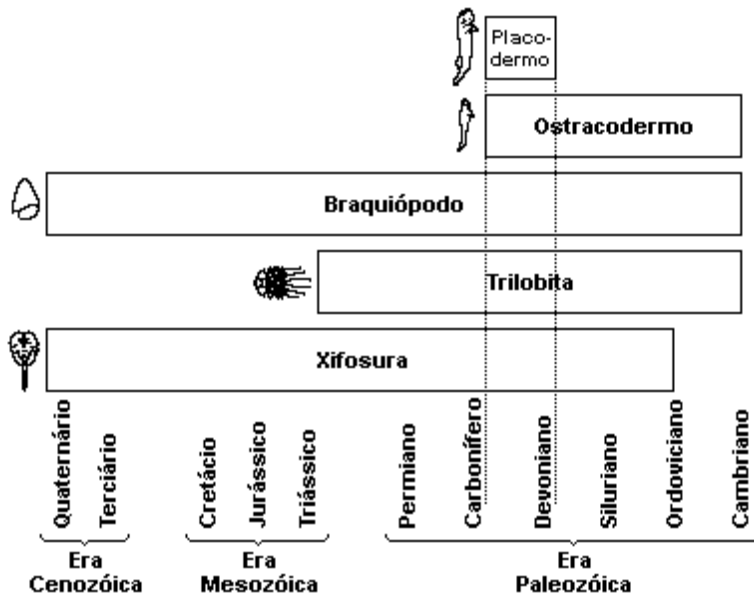 Placo-
dermo
Ostracodermo
Braquiópodo
Trilobita
Xifosura
Quaternário
Terciário
Cretácio
Jurássico
Triássico
Permiano
Carbonífero
Devoniano
Siluriano
Ordoviciano
Cambriano
Era
Cenozóica
Era
Mesozóica
Era
Paleozóica